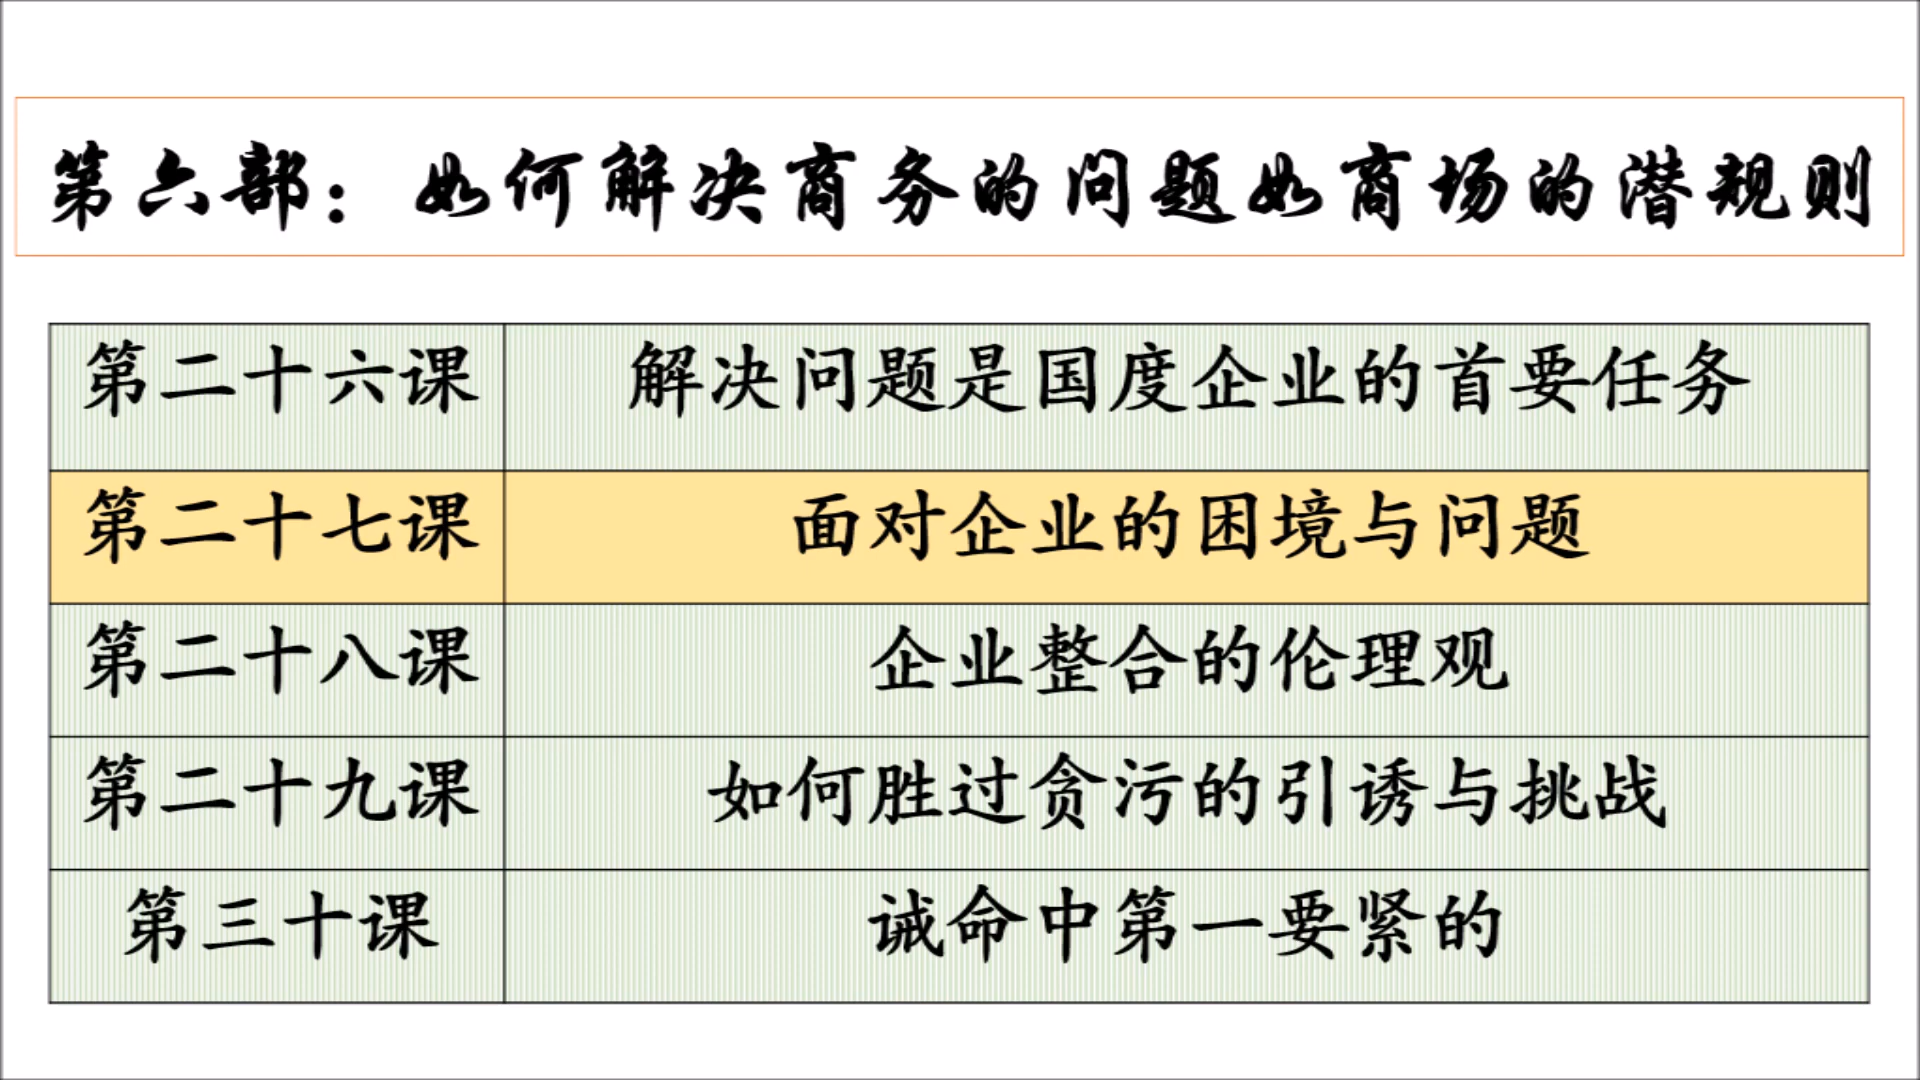 第六部：如何解决商务的问题如商场的潜规则
第二十六课 解决问题是国度企业的首要任务
第二十七课 面对企业的困境与问题
第二十八课 企业整合的伦理观
第二十九课 如何胜过贪污的引诱与挑战
第三十课 诫命中第一要紧的